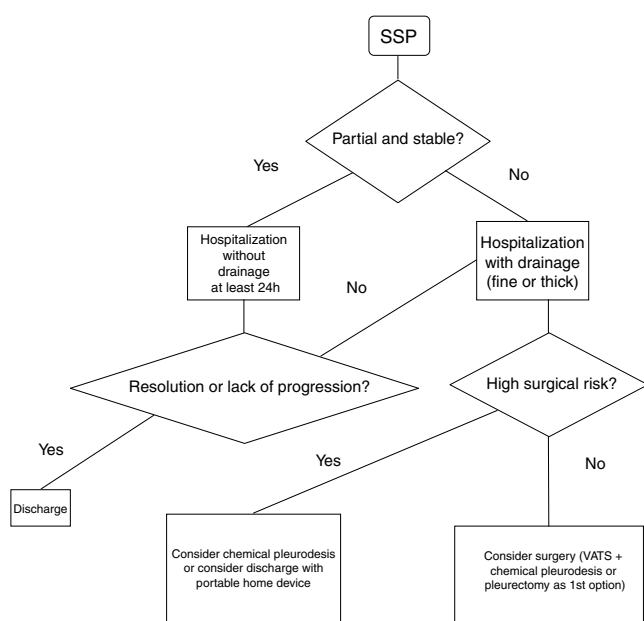 SSP
Partial and stable?
Yes
No
Hospitalization
without
drainage
at least 24h
Hospitalization
with drainage
(fine or thick)
No
Resolution or lack of progression?
High surgical risk?
Yes
Yes
No
Discharge
Consider chemical pleurodesis
or consider discharge with
portable home device
Consider surgery (VATS +
chemical pleurodesis or
pleurectomy as 1st option)